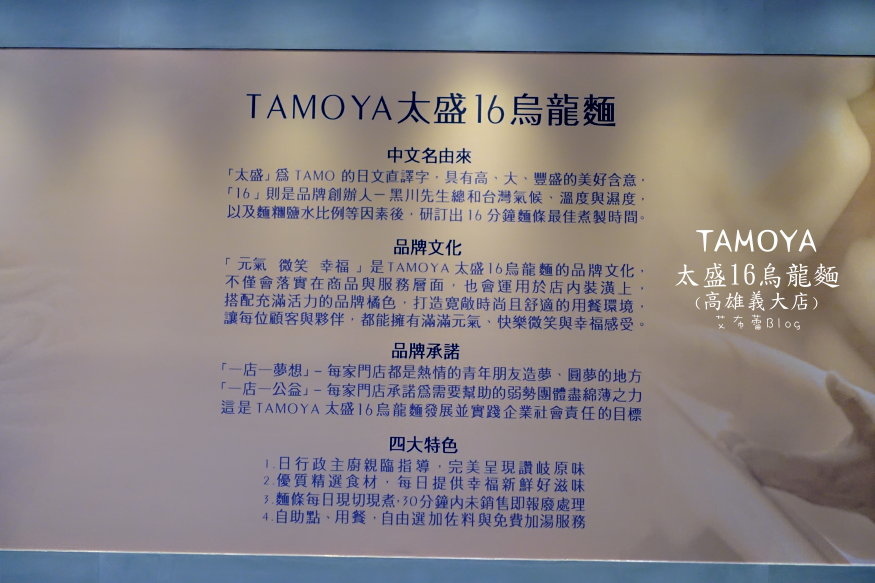 TAMOYA太盛16烏龍麵
中文名由來
「太盛」為 TAMO 的日文直譯字，具有高、大、豐盛的美好含意，
「16」則是品牌創辦人－黑川先生總和台灣氣候、溫度與濕度，
以及麵糰鹽水比例等因素後，研訂出 16 分鐘麵條最佳煮製時間。
品牌文化
「元氣 微笑 幸福」是TAMOYA 太盛16烏龍麵的品牌文化，
不僅會落實在商品與服務層面，也會運用於店內裝潢上，
搭配充滿活力的品牌橘色，打造寬敞時尚且舒適的用餐環境，
讓每位顧客與夥伴，都能擁有滿滿元氣、快樂微笑與幸福感受。
品牌承諾
「一店一夢想」－每家門店都是熱情的青年朋友造夢、圓夢的地方
「一店一公益」－每家門店承諾為需要幫助的弱勢團體盡綿薄之力
這是 TAMOYA 太盛16烏龍麵發展並實踐企業社會責任的目標
四大特色
1.日行政主廚親臨指導，完美呈現讚岐原味
2.優質精選食材，每日提供幸福新鮮好滋味
3.麵條每日現切現煮，30分鐘內未銷售即報廢處理
4.自助點、用餐，自由選加佐料與免費加湯服務
TAMOYA
太盛16烏龍麵
(高雄義大店)
艾布蕾Blog